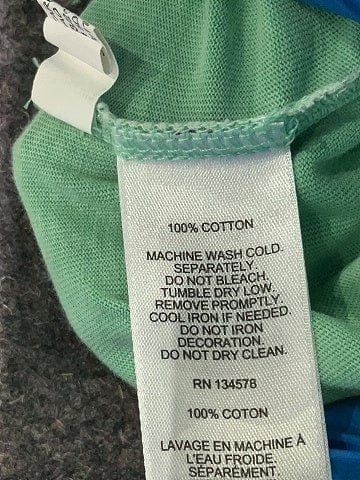 100% COTTON
MACHINE WASH COLD.
SEPARATELY.
DO NOT BLEACH.
TUMBLE DRY LOW.
REMOVE PROMPTLY.
COOL IRON IF NEEDED.
DO NOT IRON
DECORATION.
DO NOT DRY CLEAN.
RN 134578
100% COTON
LAVAGE EN MACHINE À
L'EAU FROIDE.
SÉPARÉMENT.